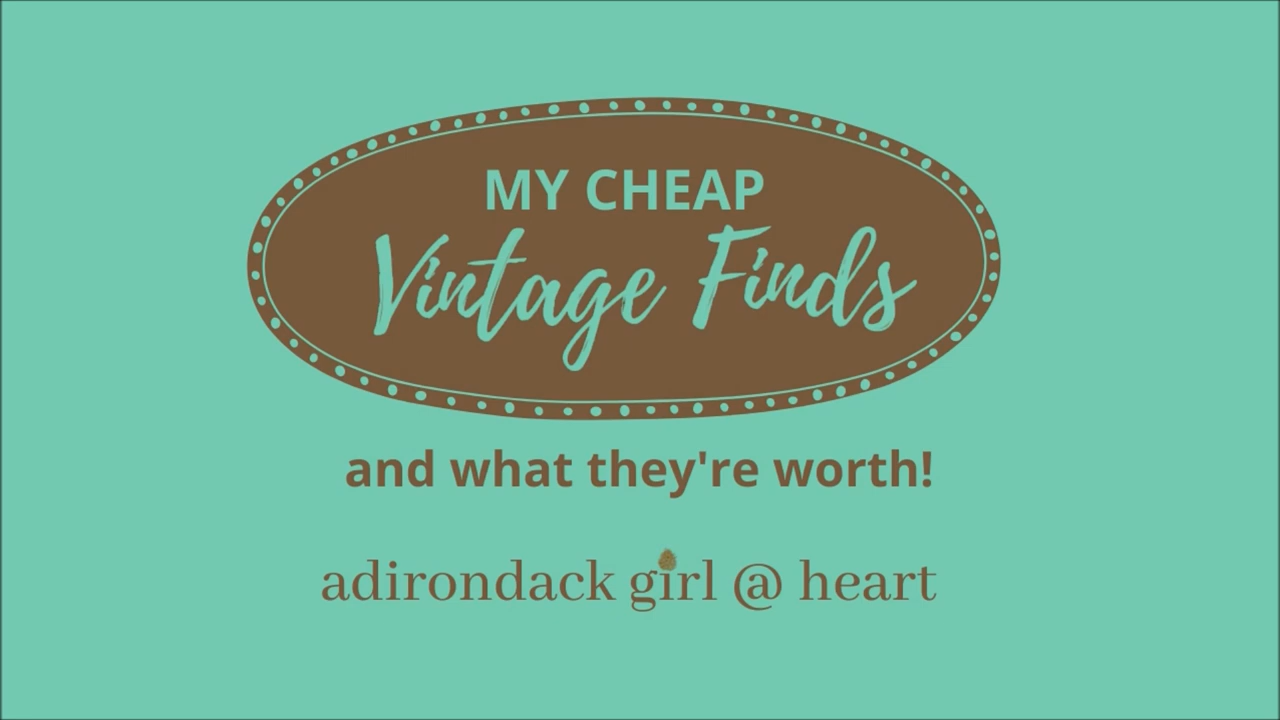 MY CHEAP
Vintage Finds
and what they're worth!
adirondack girl @ heart